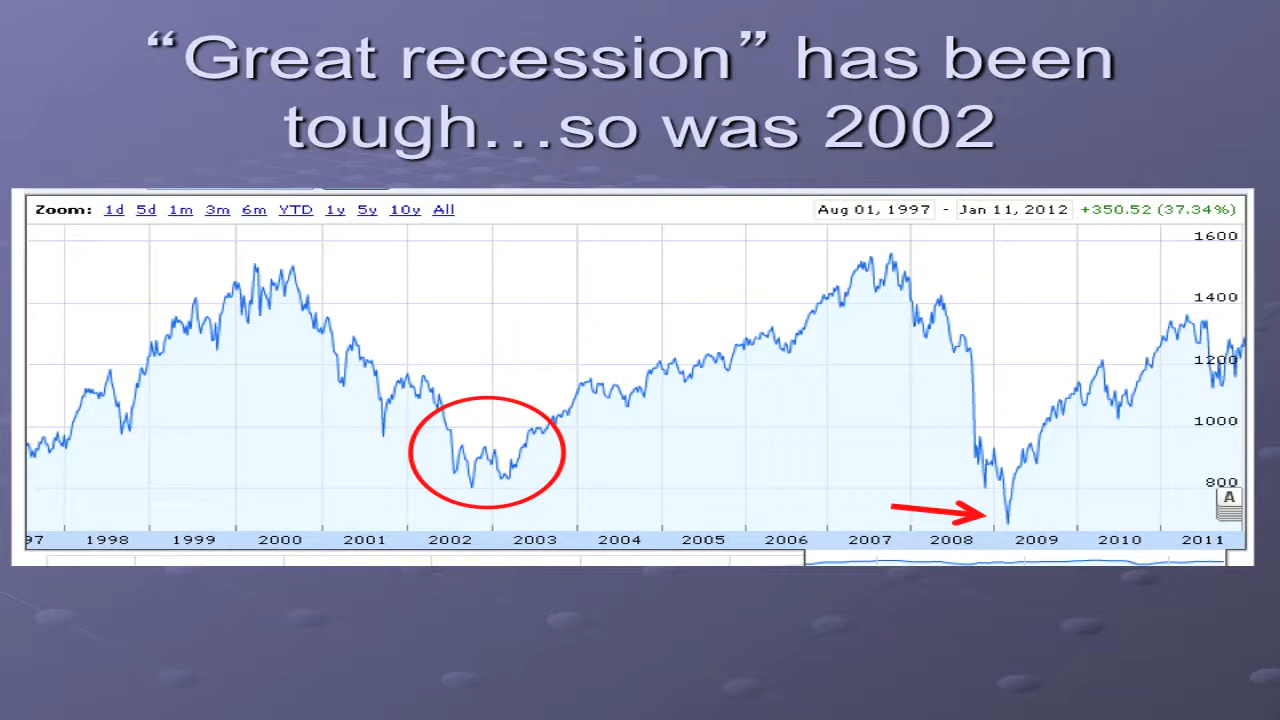 “Great recession” has been
tough...so was 2002
Zoom: 1d 5d 1m 3m 6m YTD 1y 5y 10y All
Aug 01, 1997 - Jan 11, 2012 +350.52 (37.34%)
1600
1400
1200
1000
800
A
97 1998 1999 2000 2001 2002 2003 2004 2005 2006 2007 2008 2009 2010 2011